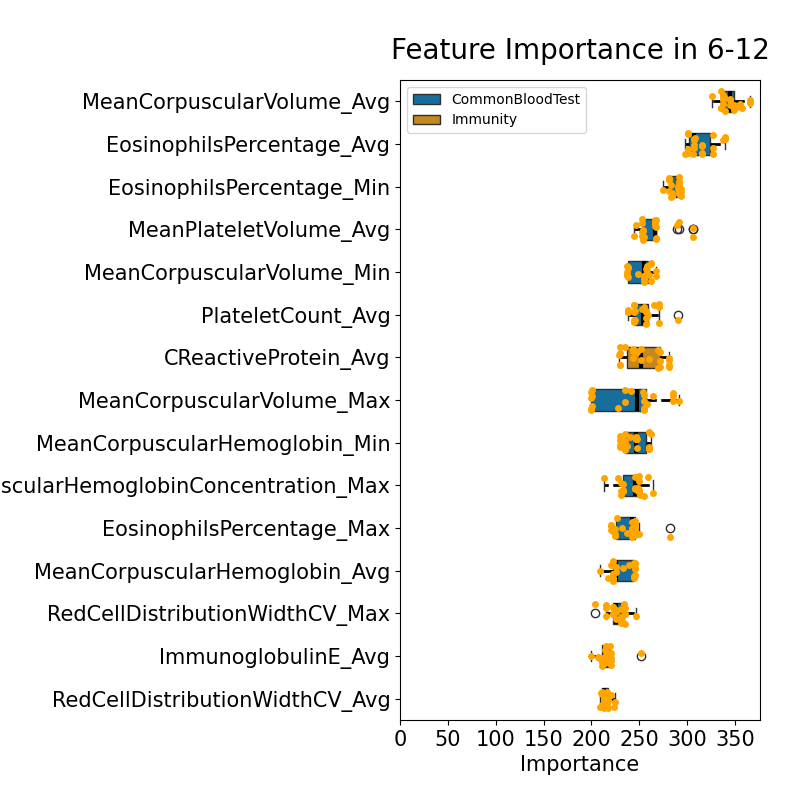 Feature Importance in 6-12
CommonBloodTest
Immunity
MeanCorpuscularVolume_Avg
EosinophilsPercentage_Avg
EosinophilsPercentage_Min
MeanPlateletVolume_Avg
MeanCorpuscularVolume_Min
PlateletCount_Avg
CReactiveProtein_Avg
MeanCorpuscularVolume_Max
MeanCorpuscularHemoglobin_Min
scularHemoglobinConcentration_Max
EosinophilsPercentage_Max
MeanCorpuscularHemoglobin_Avg
RedCellDistributionWidthCV_Max
ImmunoglobulinE_Avg
RedCellDistributionWidthCV_Avg
0 50 100 150 200 250 300 350
Importance